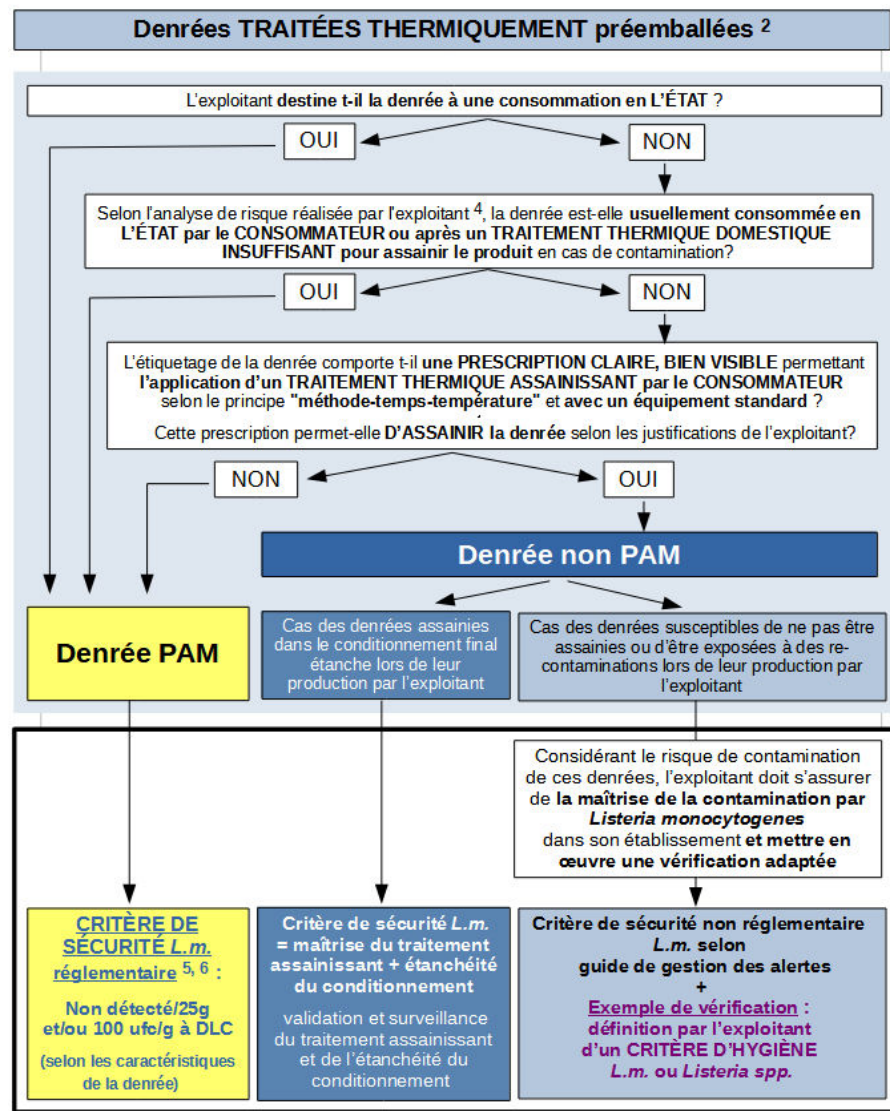 Denrées TRAITÉES THERMIQUEMENT préemballées 2
L'exploitant destine t-il la denrée à une consommation en L'ÉTAT ?
OUI
NON
Selon l'analyse de risque réalisée par l'exploitant 4, la denrée est-elle usuellement consommée en
L'ÉTAT par le CONSOMMATEUR ou après un TRAITEMENT THERMIQUE DOMESTIQUE
INSUFFISANT pour assainir le produit en cas de contamination?
OUI
NON
L'étiquetage de la denrée comporte t-il une PRESCRIPTION CLAIRE, BIEN VISIBLE permettant
l'application d'un TRAITEMENT THERMIQUE ASSAINISSANT par le CONSOMMATEUR
selon le principe "méthode-temps-température" et avec un équipement standard ?
Cette prescription permet-elle D'ASSAINIR la denrée selon les justifications de l'exploitant?
NON
OUI
Denrée non PAM
Denrée PAM
Cas des denrées assainies
dans le conditionnement final
étanche lors de leur
production par l'exploitant
Cas des denrées susceptibles de ne pas être
assainies ou d'être exposées à des re-
contaminations lors de leur production par
l'exploitant
Considérant le risque de contamination
de ces denrées, l'exploitant doit s'assurer
de la maîtrise de la contamination par
Listeria monocytogenes
dans son établissement et mettre en
œuvre une vérification adaptée
CRITÈRE DE
SÉCURITÉ L.m.
réglementaire 5, 6 :
Non détecté/25g
et/ou 100 ufc/g à DLC
(selon les caractéristiques
de la denrée)
Critère de sécurité L.m.
= maîtrise du traitement
assainissant + étanchéité
du conditionnement
validation et surveillance
du traitement assainissant
et de l'étanchéité du
conditionnement
Critère de sécurité non réglementaire
L.m. selon
guide de gestion des alertes
+
Exemple de vérification :
définition par l'exploitant
d'un CRITÈRE D'HYGIÈNE
L.m. ou Listeria spp.